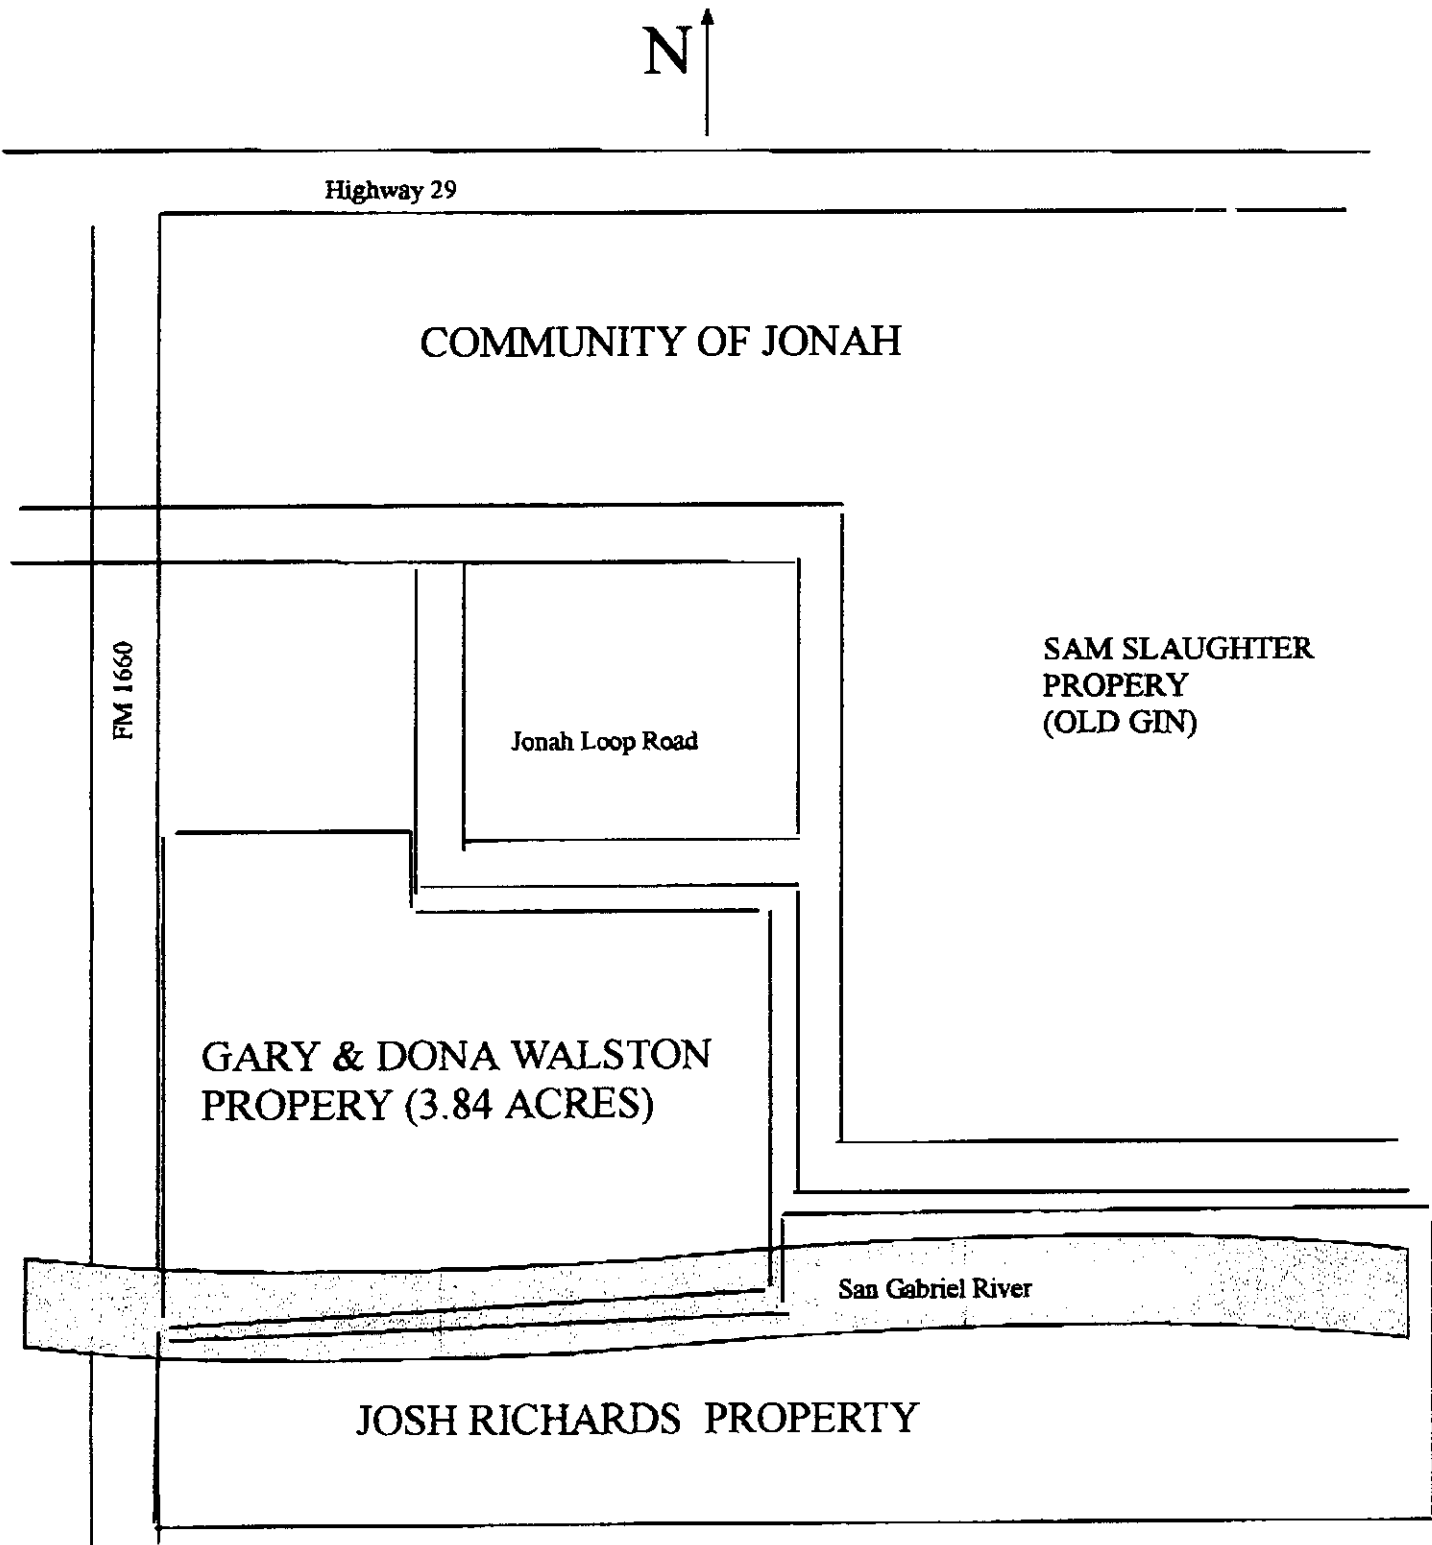 N
Highway 29
COMMUNITY OF JONAH
FM 1660
SAM SLAUGHTER
PROPERY
(OLD GIN)
Jonah Loop Road
GARY & DONA WALSTON
PROPERY (3.84 ACRES)
San Gabriel River
JOSH RICHARDS PROPERTY